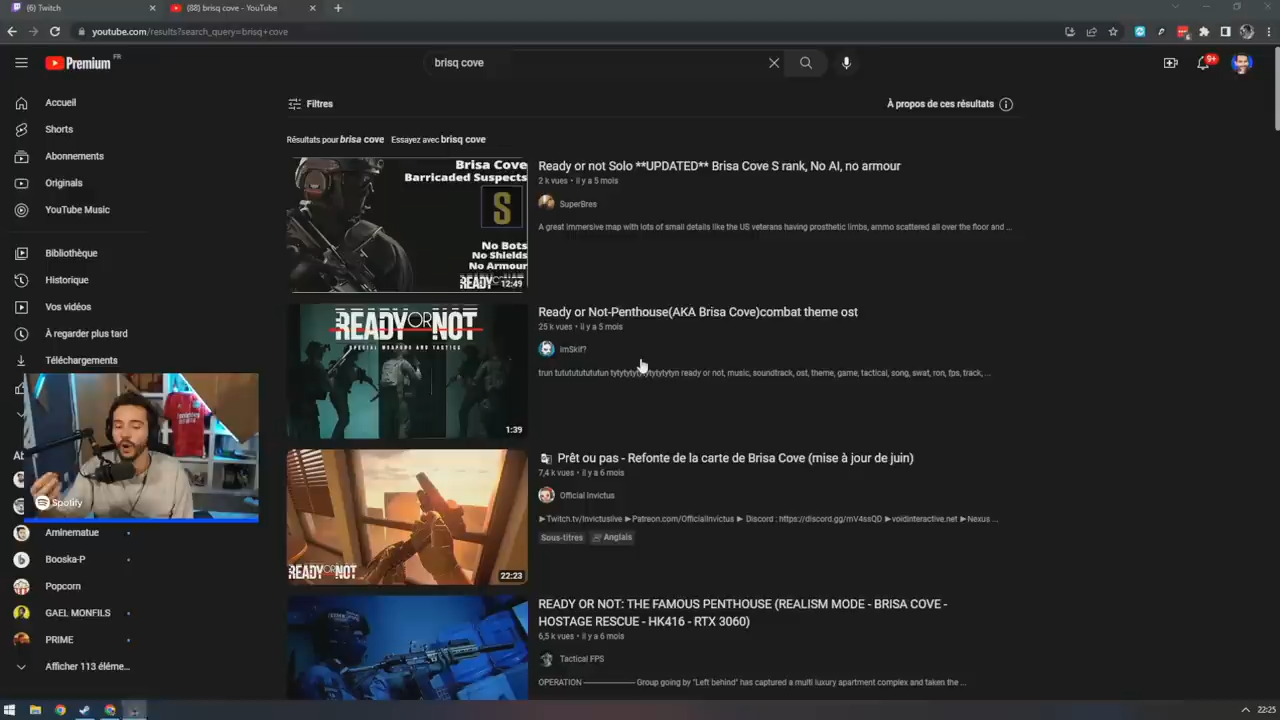 (6) Twitch
(88) brisq cove - YouTube
youtube.com/results?search_query=brisq+cove
Premium FR
brisq cove
9+
Accueil
Shorts
Abonnements
Originals
YouTube Music
Bibliothèque
Historique
Vos vidéos
À regarder plus tard
Téléchargements
Ab
Spotify
Aminematue
Booska-P
Popcorn
GAEL MONFILS
PRIME
Afficher 113 éléme...
Filtres
À propos de ces résultats
Résultats pour brisa cove Essayez avec brisq cove
Brisa Cove
Barricaded Suspects
S
No Bots
No Shields
No Armour
READY
12:49
Ready or not Solo **UPDATED** Brisa Cove S rank, No AI, no armour
2 k vues • il y a 5 mois
SuperBres
A great immersive map with lots of small details like the US veterans having prosthetic limbs, ammo scattered all over the floor and ...
READY OR NOT
SPECIAL WEAPONS AND TACTICS
1:39
Ready or Not-Penthouse(AKA Brisa Cove)combat theme ost
25 k vues • il y a 5 mois
imSkif?
ready or not, music, soundtrack, ost, theme, game, tactical, song, swat, ron, fps, track, ...
READY OR NOT
22:23
Prêt ou pas - Refonte de la carte de Brisa Cove (mise à jour de juin)
7,4 k vues • il y a 6 mois
Official Invictus
►Twitch.tv/Invictuslive ►Patreon.com/OfficialInvictus ► Discord : https://discord.gg/mV4ssQD ►voidinteractive.net ►Nexus ...
Sous-titres Anglais
READY OR NOT: THE FAMOUS PENTHOUSE (REALISM MODE - BRISA COVE -
HOSTAGE RESCUE - HK416 - RTX 3060)
6,5 k vues • il y a 6 mois
Tactical FPS
OPERATION —————— Group going by "Left behind" has captured a multi luxury apartment complex and taken the ...
22:25